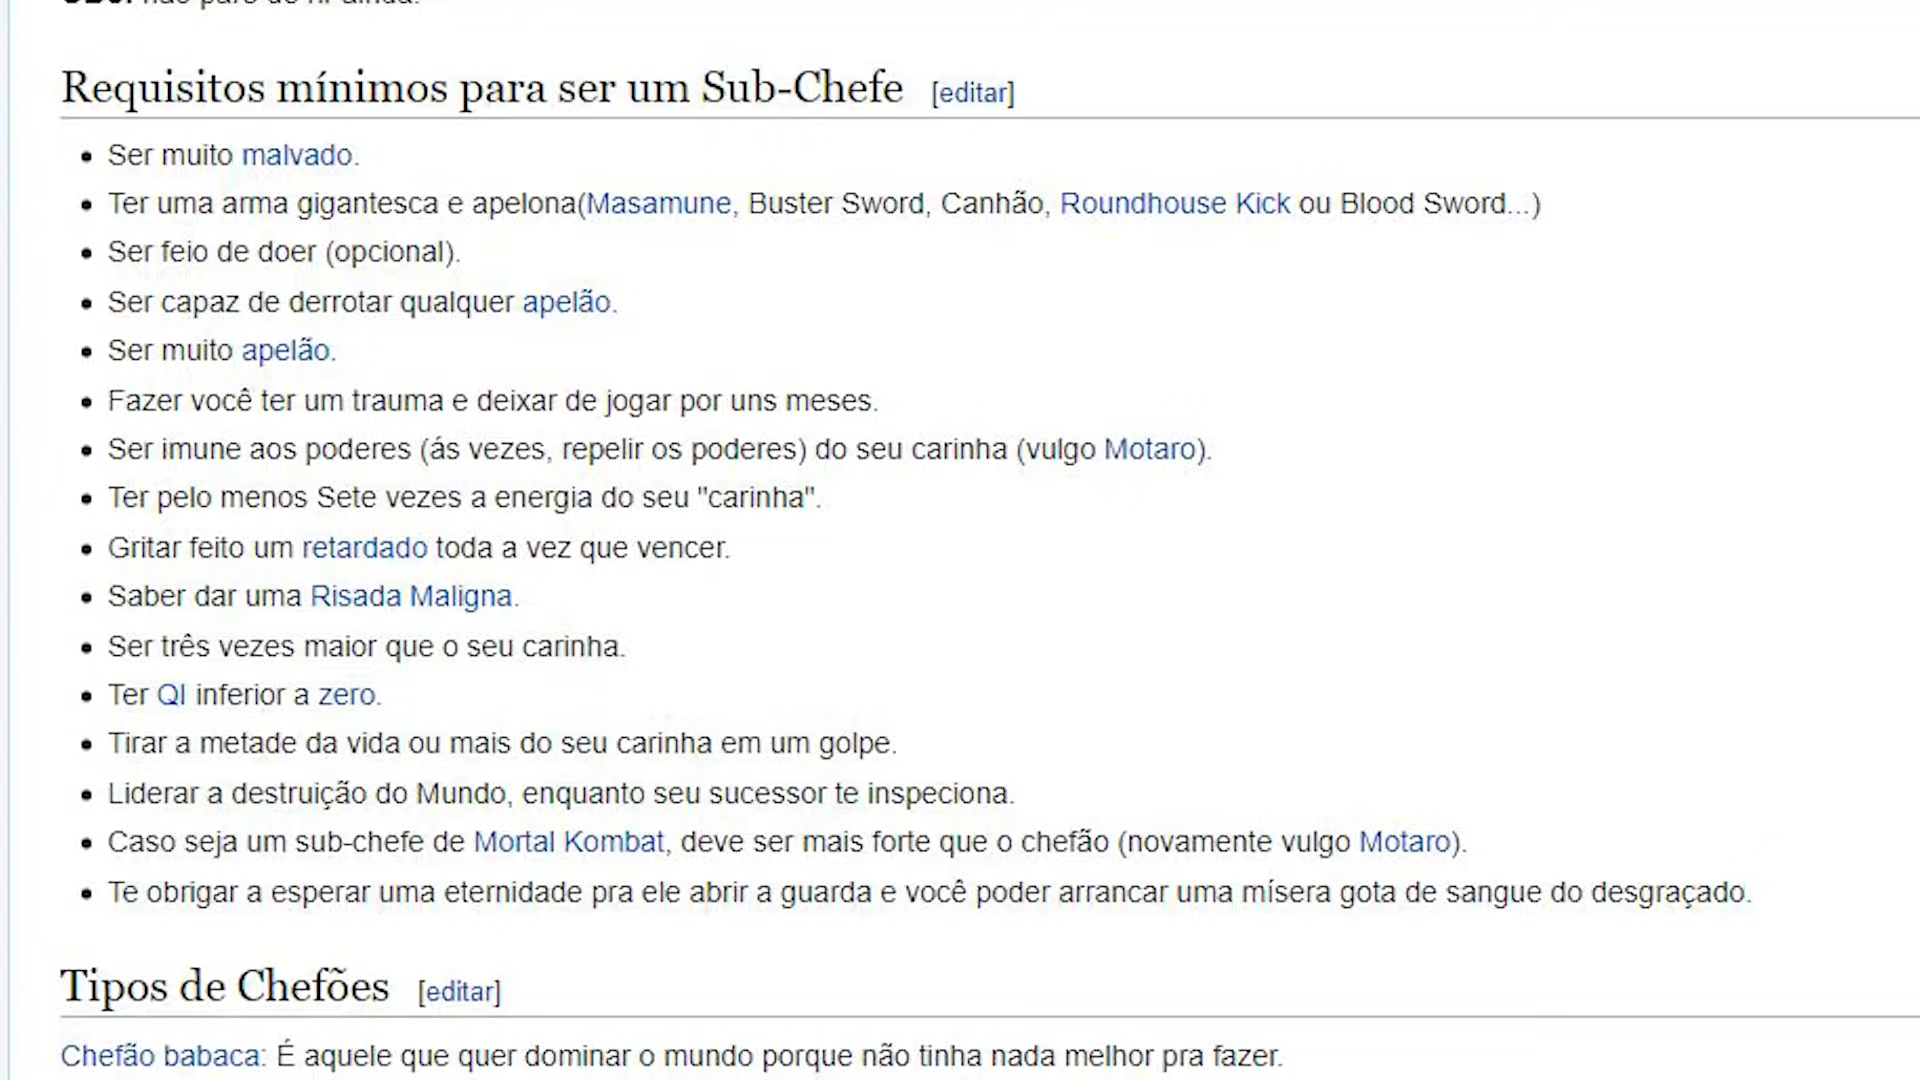 Requisitos mínimos para ser um Sub-Chefe [editar]
Ser muito malvado.
Ter uma arma gigantesca e apelona(Masamune, Buster Sword, Canhão, Roundhouse Kick ou Blood Sword...)
Ser feio de doer (opcional).
Ser capaz de derrotar qualquer apelão.
Ser muito apelão.
Fazer você ter um trauma e deixar de jogar por uns meses.
Ser imune aos poderes (ás vezes, repelir os poderes) do seu carinha (vulgo Motaro).
Ter pelo menos Sete vezes a energia do seu "carinha".
Gritar feito um retardado toda a vez que vencer.
Saber dar uma Risada Maligna.
Ser três vezes maior que o seu carinha.
Ter QI inferior a zero.
Tirar a metade da vida ou mais do seu carinha em um golpe.
Liderar a destruição do Mundo, enquanto seu sucessor te inspeciona.
Caso seja um sub-chefe de Mortal Kombat, deve ser mais forte que o chefão (novamente vulgo Motaro).
Te obrigar a esperar uma eternidade pra ele abrir a guarda e você poder arrancar uma mísera gota de sangue do desgraçado.
Tipos de Chefões [editar]
Chefão babaca: É aquele que quer dominar o mundo porque não tinha nada melhor pra fazer.